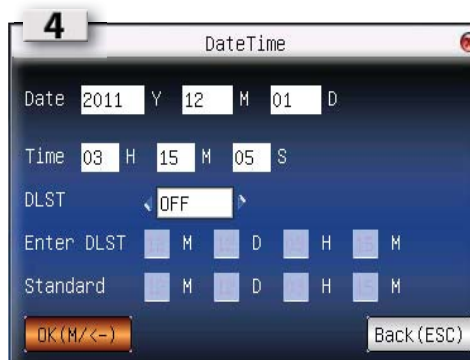 4
DateTime
Date 2011 Y 12 M 01 D
Time 03 H 15 M 05 S
DLST OFF
Enter DLST M D H M
Standard M D H M
OK(M/<-) Back(ESC)